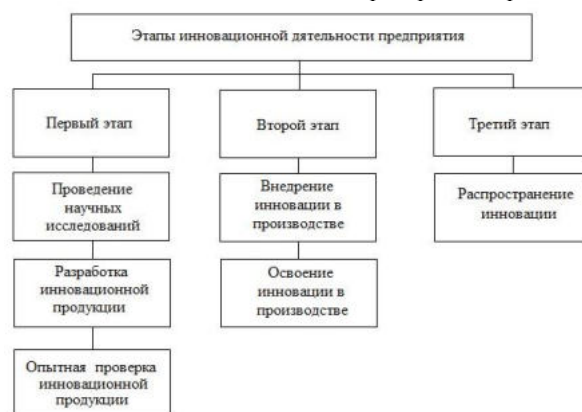 Этапы инновационной дятельности предприятия
Первый этап
Второй этап
Третий этап
Проведение
научных
исследований
Внедрение
инновации в
производстве
Распространение
инновации
Разработка
инновационной
продукции
Освоение
инновации в
производстве
Опытная проверка
инновационной
продукции